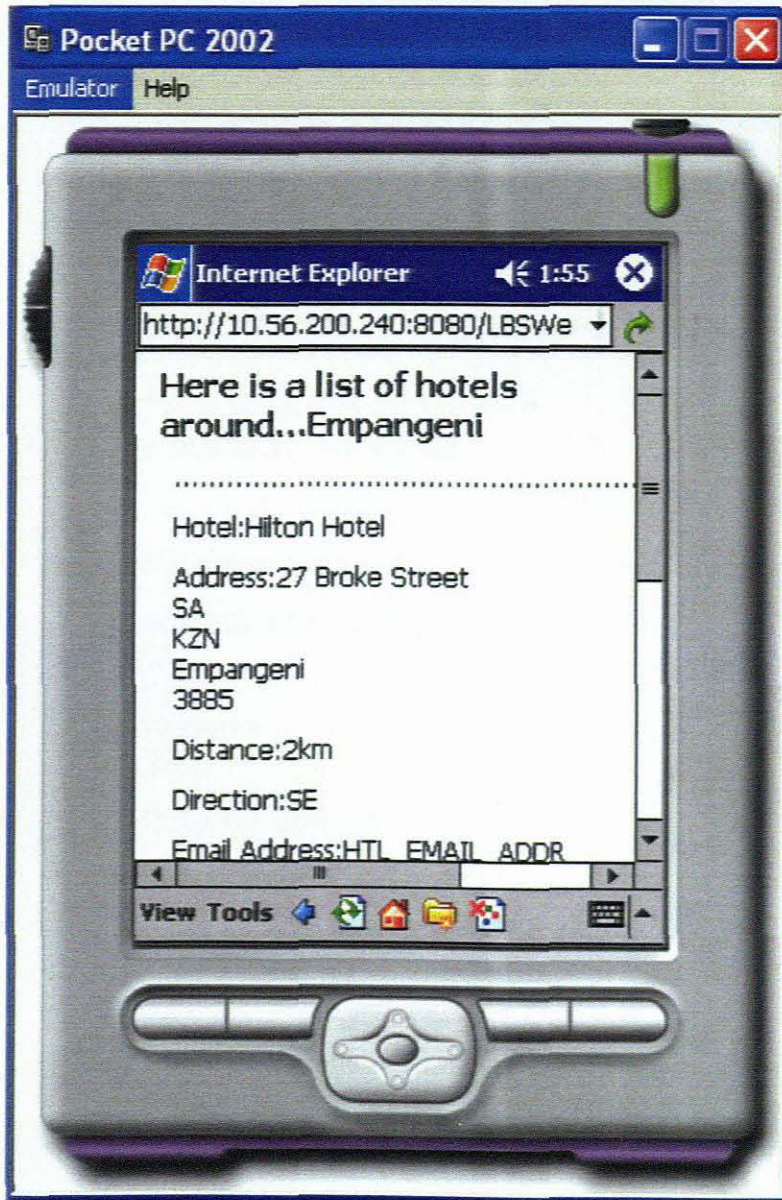 Pocket PC 2002
Emulator Help
Internet Explorer 1:55
http://10.56.200.240:8080/LBSWe
Here is a list of hotels
around...Empangeni
Hotel:Hilton Hotel
Address:27 Broke Street
SA
KZN
Empangeni
3885
Distance:2km
Direction:SE
Email Address:HTL_EMAIL_ADDR
View Tools